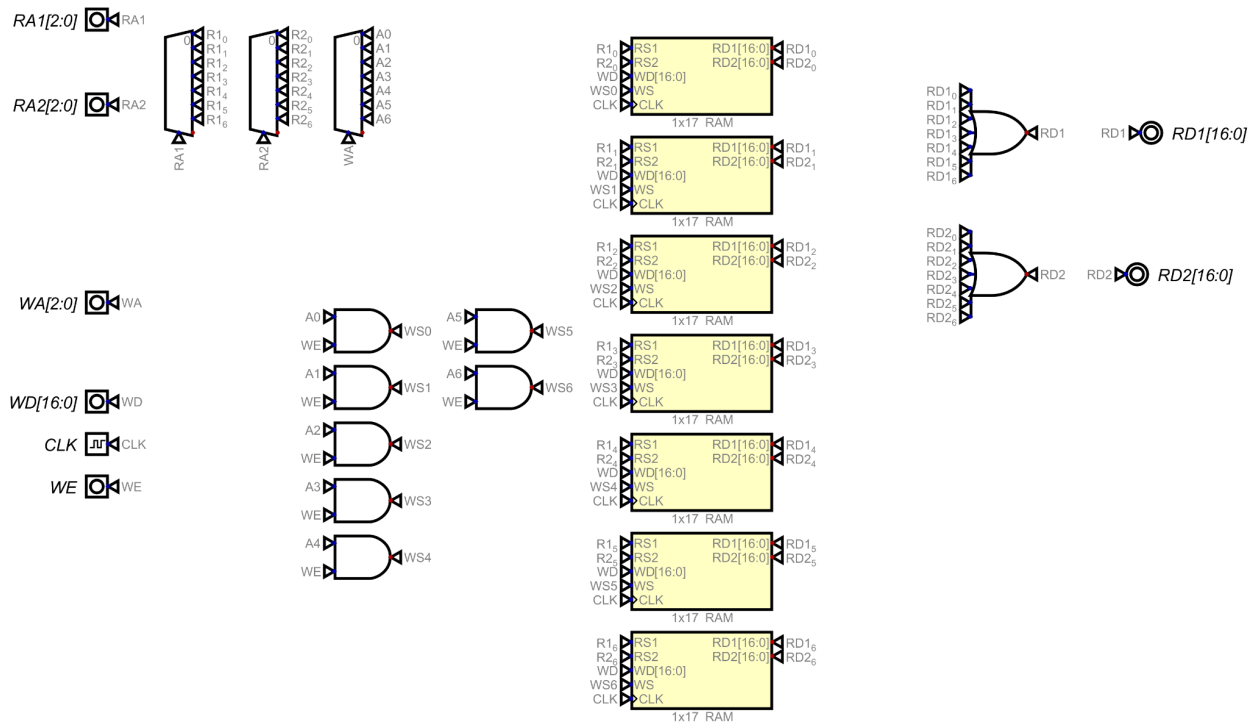 RA1[2:0] RA1
RA2[2:0] RA2
WA[2:0] WA
WD[16:0] WD
CLK CLK
WE WE
0 R1₀
R1₁
R1₂
R1₃
R1₄
R1₅
R1₆
RA1
0 R2₀
R2₁
R2₂
R2₃
R2₄
R2₅
R2₆
RA2
0 A0
A1
A2
A3
A4
A5
A6
WA
A0 WS0
WE
A1 WS1
WE
A2 WS2
WE
A3 WS3
WE
A4 WS4
WE
A5 WS5
WE
A6 WS6
WE
R1₀ RS1 RD1[16:0] RD1₀
R2₀ RS2 RD2[16:0] RD2₀
WD WD[16:0]
WS0 WS
CLK CLK
1x17 RAM
R1₁ RS1 RD1[16:0] RD1₁
R2₁ RS2 RD2[16:0] RD2₁
WD WD[16:0]
WS1 WS
CLK CLK
1x17 RAM
R1₂ RS1 RD1[16:0] RD1₂
R2₂ RS2 RD2[16:0] RD2₂
WD WD[16:0]
WS2 WS
CLK CLK
1x17 RAM
R1₃ RS1 RD1[16:0] RD1₃
R2₃ RS2 RD2[16:0] RD2₃
WD WD[16:0]
WS3 WS
CLK CLK
1x17 RAM
R1₄ RS1 RD1[16:0] RD1₄
R2₄ RS2 RD2[16:0] RD2₄
WD WD[16:0]
WS4 WS
CLK CLK
1x17 RAM
R1₅ RS1 RD1[16:0] RD1₅
R2₅ RS2 RD2[16:0] RD2₅
WD WD[16:0]
WS5 WS
CLK CLK
1x17 RAM
R1₆ RS1 RD1[16:0] RD1₆
R2₆ RS2 RD2[16:0] RD2₆
WD WD[16:0]
WS6 WS
CLK CLK
1x17 RAM
RD1₀
RD1₁
RD1₂
RD1₃ RD1
RD1₄
RD1₅
RD1₆
RD1 RD1[16:0]
RD2₀
RD2₁
RD2₂
RD2₃ RD2
RD2₄
RD2₅
RD2₆
RD2 RD2[16:0]